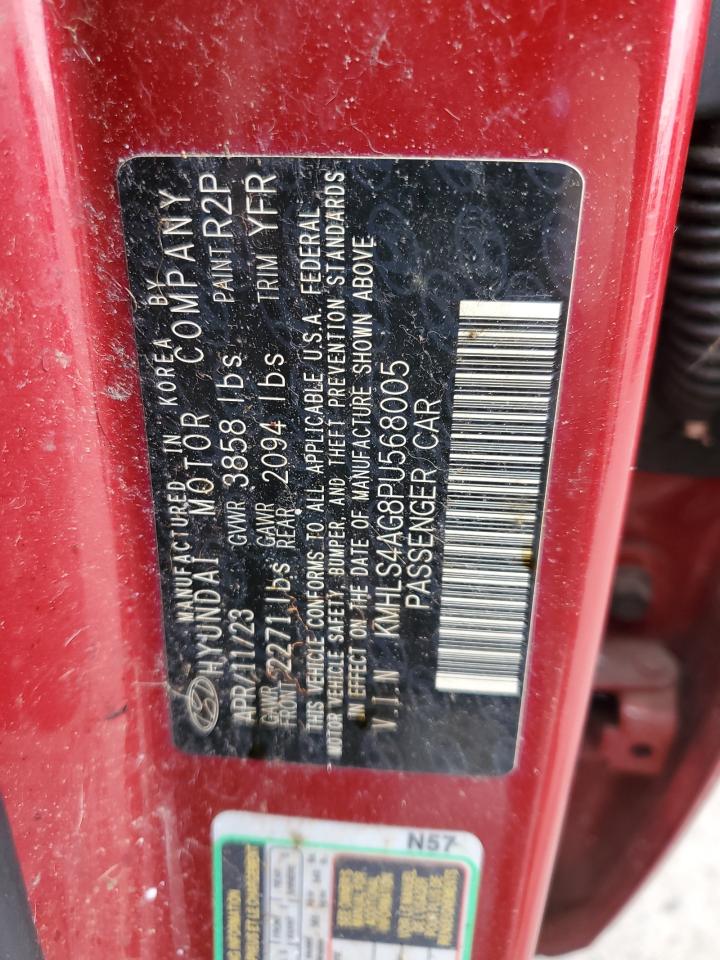 MANUFACTURED IN KOREA BY
HYUNDAI MOTOR COMPANY
APR/11/23 GVWR 3858 lbs PAINT R2P
GAWR FRONT 2271 lbs GAWR REAR 2094 lbs TRIM YFR
THIS VEHICLE CONFORMS TO ALL APPLICABLE U.S.A. FEDERAL
MOTOR VEHICLE SAFETY, BUMPER, AND THEFT PREVENTION STANDARDS
IN EFFECT ON THE DATE OF MANUFACTURE SHOWN ABOVE.
V.I.N KMHLS4AG8PU568005
PASSENGER CAR
N57